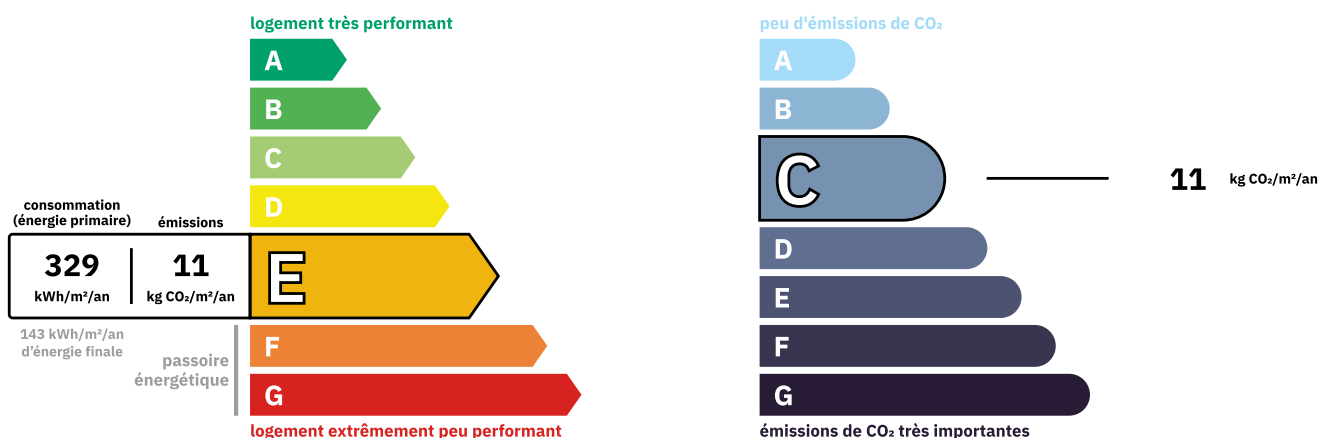 logement très performant
A
B
C
D
consommation
(énergie primaire)
émissions
329
kWh/m²/an
11
kg CO₂/m²/an
E
143 kWh/m²/an
d'énergie finale
passoire
énergétique
F
G
logement extrêmement peu performant
peu d'émissions de CO₂
A
B
C
11 kg CO₂/m²/an
D
E
F
G
émissions de CO₂ très importantes